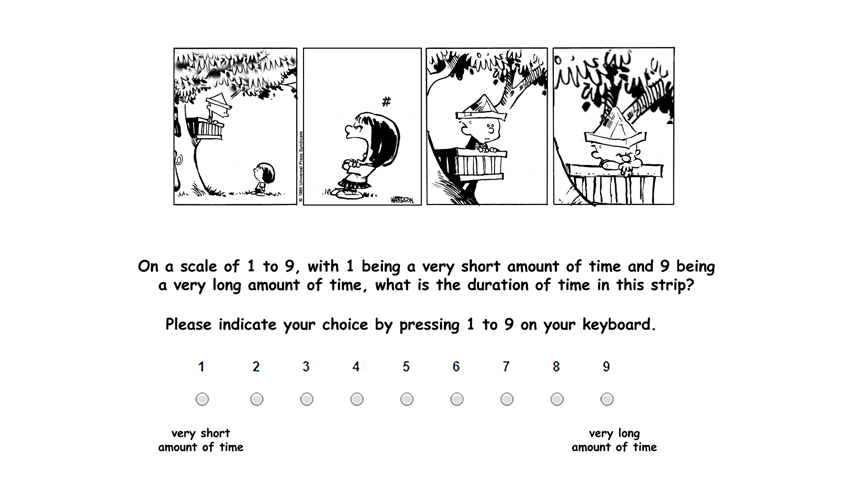 #
© 1985 Universal Press Syndicate
WATTERSON
On a scale of 1 to 9, with 1 being a very short amount of time and 9 being
a very long amount of time, what is the duration of time in this strip?
Please indicate your choice by pressing 1 to 9 on your keyboard.
1 2 3 4 5 6 7 8 9
very short
amount of time
very long
amount of time